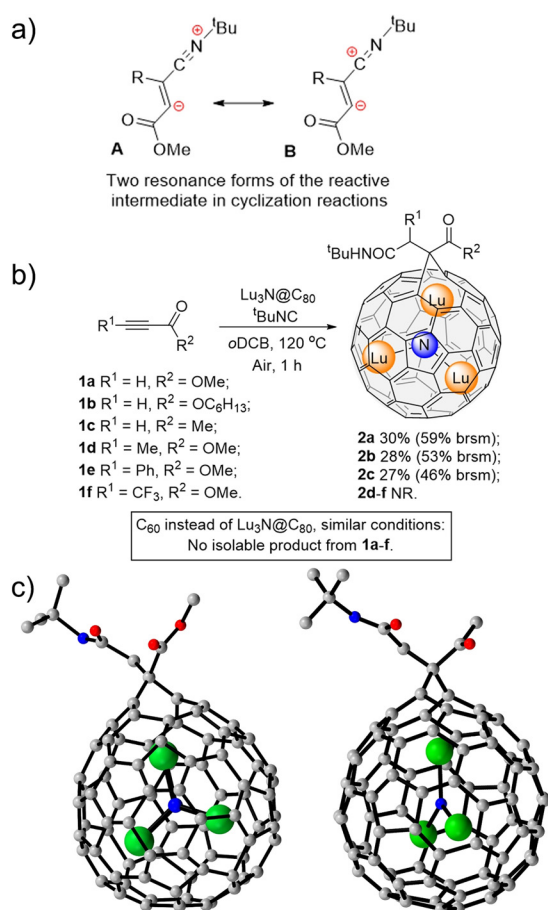 a)
⊕ N ᵗBu
C
R
⊖
O
OMe
A
ᵗBu
N
⊕ C
R
⊖
O
OMe
B
Two resonance forms of the reactive
intermediate in cyclization reactions
b)
R¹ O
ᵗBuHNOC R²
R¹ O R²
Lu₃N@C₈₀
ᵗBuNC
oDCB, 120 °C
Air, 1 h
Lu
N
Lu
Lu
1a R¹ = H, R² = OMe;
1b R¹ = H, R² = OC₆H₁₃;
1c R¹ = H, R² = Me;
1d R¹ = Me, R² = OMe;
1e R¹ = Ph, R² = OMe;
1f R¹ = CF₃, R² = OMe.
2a 30% (59% brsm);
2b 28% (53% brsm);
2c 27% (46% brsm);
2d-f NR.
C₆₀ instead of Lu₃N@C₈₀, similar conditions:
No isolable product from 1a-f.
c)